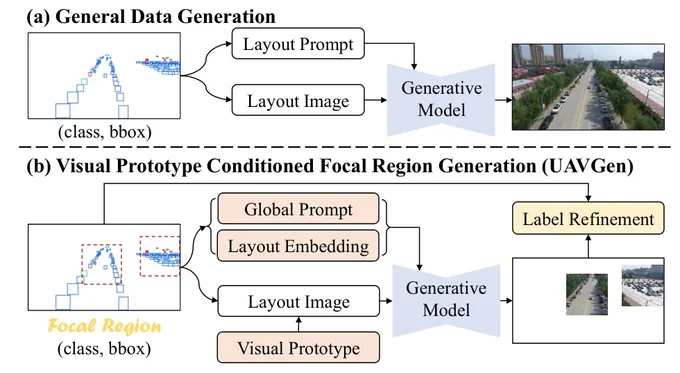 (a) General Data Generation
Layout Prompt
Layout Image
Generative
Model
(class, bbox)
(b) Visual Prototype Conditioned Focal Region Generation (UAVGen)
Global Prompt
Layout Embedding
Label Refinement
Layout Image
Generative
Model
Focal Region
(class, bbox)
Visual Prototype